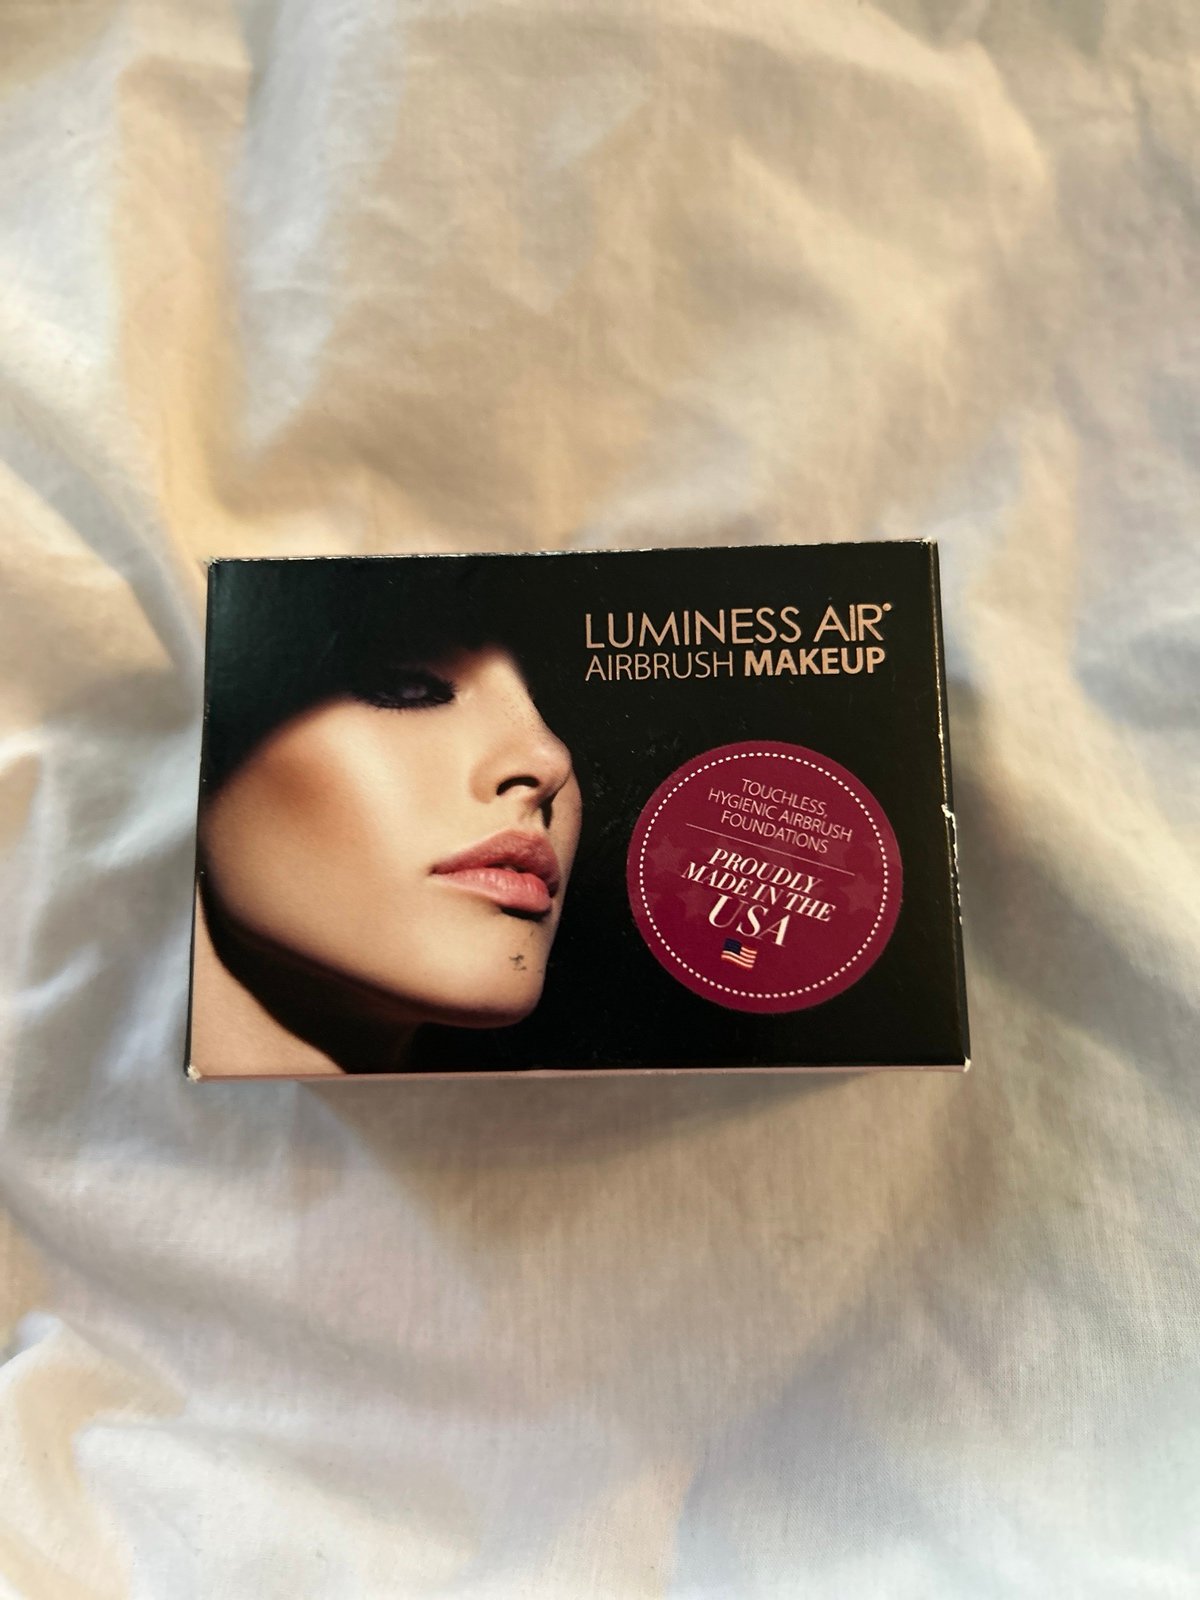 LUMINESS AIR®
AIRBRUSH MAKEUP
TOUCHLESS,
HYGIENIC AIRBRUSH
FOUNDATIONS
PROUDLY
MADE IN THE
USA